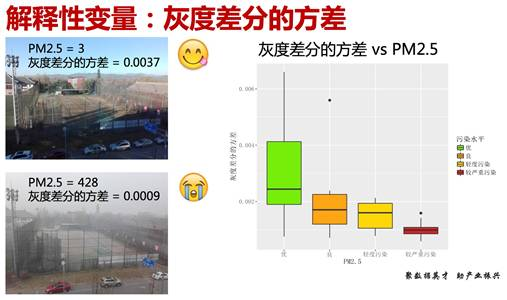 解释性变量：灰度差分的方差
PM2.5 = 3
灰度差分的方差 = 0.0037
PM2.5 = 428
灰度差分的方差 = 0.0009
灰度差分的方差 vs PM2.5
灰度差分的方差
0.006
0.004
0.002
优
良
轻度污染
较严重污染
PM2.5
污染水平
优
良
轻度污染
较严重污染
聚数据英才 助产业振兴